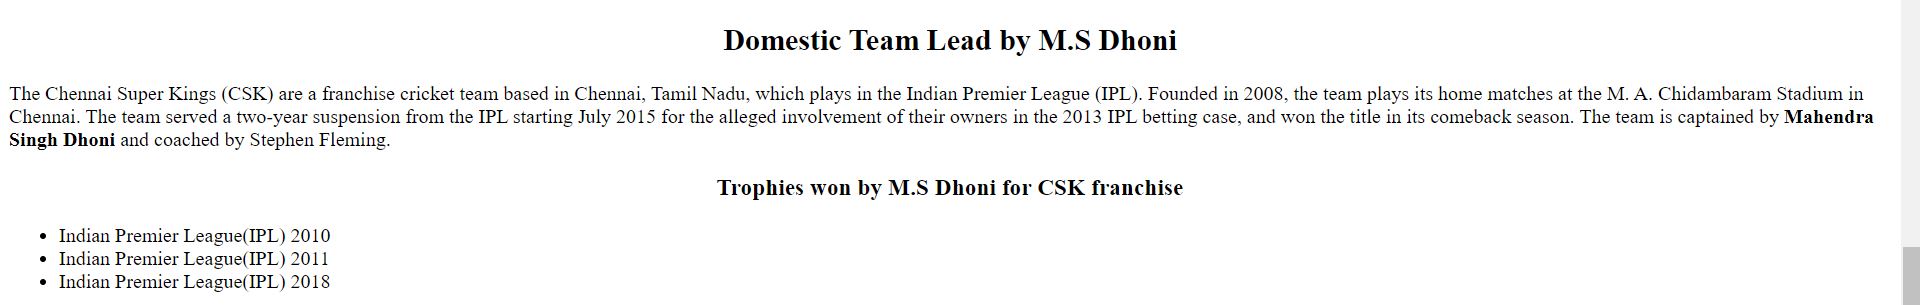 Domestic Team Lead by M.S Dhoni
The Chennai Super Kings (CSK) are a franchise cricket team based in Chennai, Tamil Nadu, which plays in the Indian Premier League (IPL). Founded in 2008, the team plays its home matches at the M. A. Chidambaram Stadium in
Chennai. The team served a two-year suspension from the IPL starting July 2015 for the alleged involvement of their owners in the 2013 IPL betting case, and won the title in its comeback season. The team is captained by Mahendra
Singh Dhoni and coached by Stephen Fleming.
Trophies won by M.S Dhoni for CSK franchise
• Indian Premier League(IPL) 2010
• Indian Premier League(IPL) 2011
• Indian Premier League(IPL) 2018